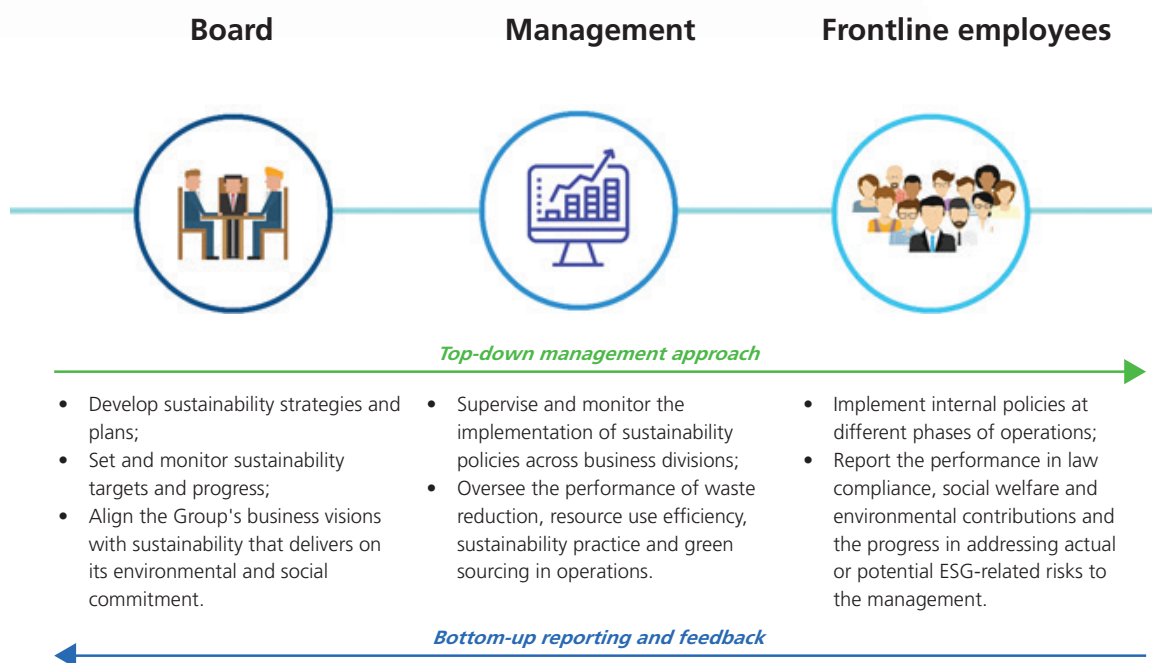 Board
Management
Frontline employees
Top-down management approach
• Develop sustainability strategies and
plans;
• Set and monitor sustainability
targets and progress;
• Align the Group's business visions
with sustainability that delivers on
its environmental and social
commitment.
• Supervise and monitor the
implementation of sustainability
policies across business divisions;
• Oversee the performance of waste
reduction, resource use efficiency,
sustainability practice and green
sourcing in operations.
• Implement internal policies at
different phases of operations;
• Report the performance in law
compliance, social welfare and
environmental contributions and
the progress in addressing actual
or potential ESG-related risks to
the management.
Bottom-up reporting and feedback